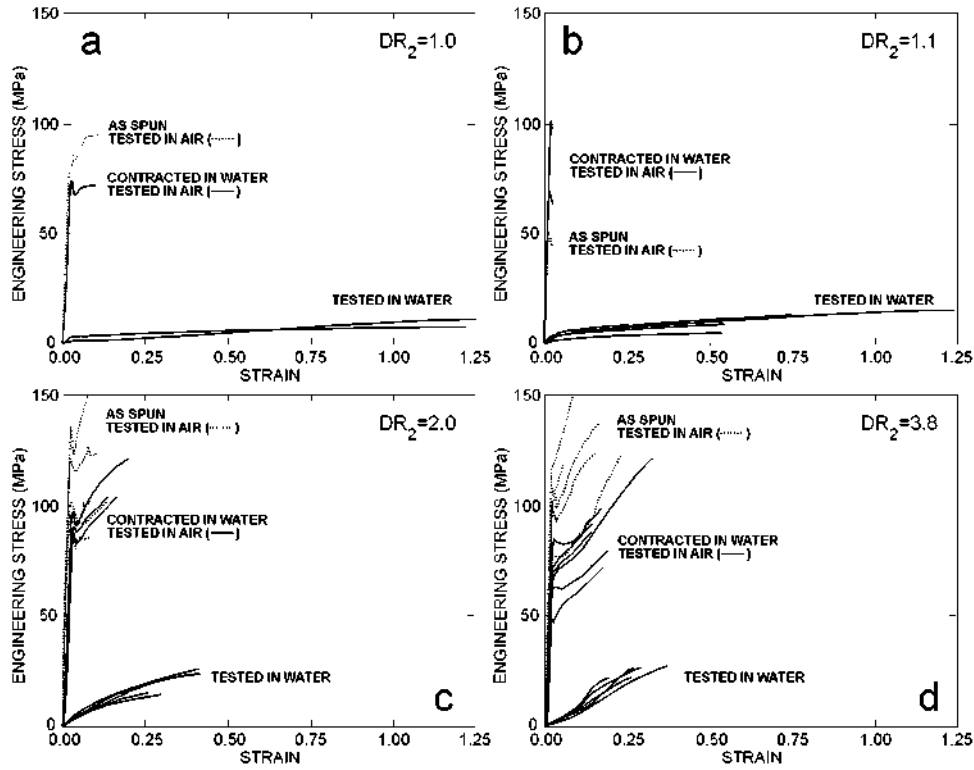 a
DR2=1.0
ENGINEERING STRESS (MPa)
150
100
50
0
AS SPUN
TESTED IN AIR (······)
CONTRACTED IN WATER
TESTED IN AIR (——)
TESTED IN WATER
0.00 0.25 0.50 0.75 1.00 1.25
STRAIN
b
DR2=1.1
ENGINEERING STRESS (MPa)
150
100
50
0
CONTRACTED IN WATER
TESTED IN AIR (——)
AS SPUN
TESTED IN AIR (······)
TESTED IN WATER
0.00 0.25 0.50 0.75 1.00 1.25
STRAIN
c
DR2=2.0
ENGINEERING STRESS (MPa)
150
100
50
0
AS SPUN
TESTED IN AIR (······)
CONTRACTED IN WATER
TESTED IN AIR (——)
TESTED IN WATER
0.00 0.25 0.50 0.75 1.00 1.25
STRAIN
d
DR2=3.8
ENGINEERING STRESS (MPa)
150
100
50
0
AS SPUN
TESTED IN AIR (······)
CONTRACTED IN WATER
TESTED IN AIR (——)
TESTED IN WATER
0.00 0.25 0.50 0.75 1.00 1.25
STRAIN